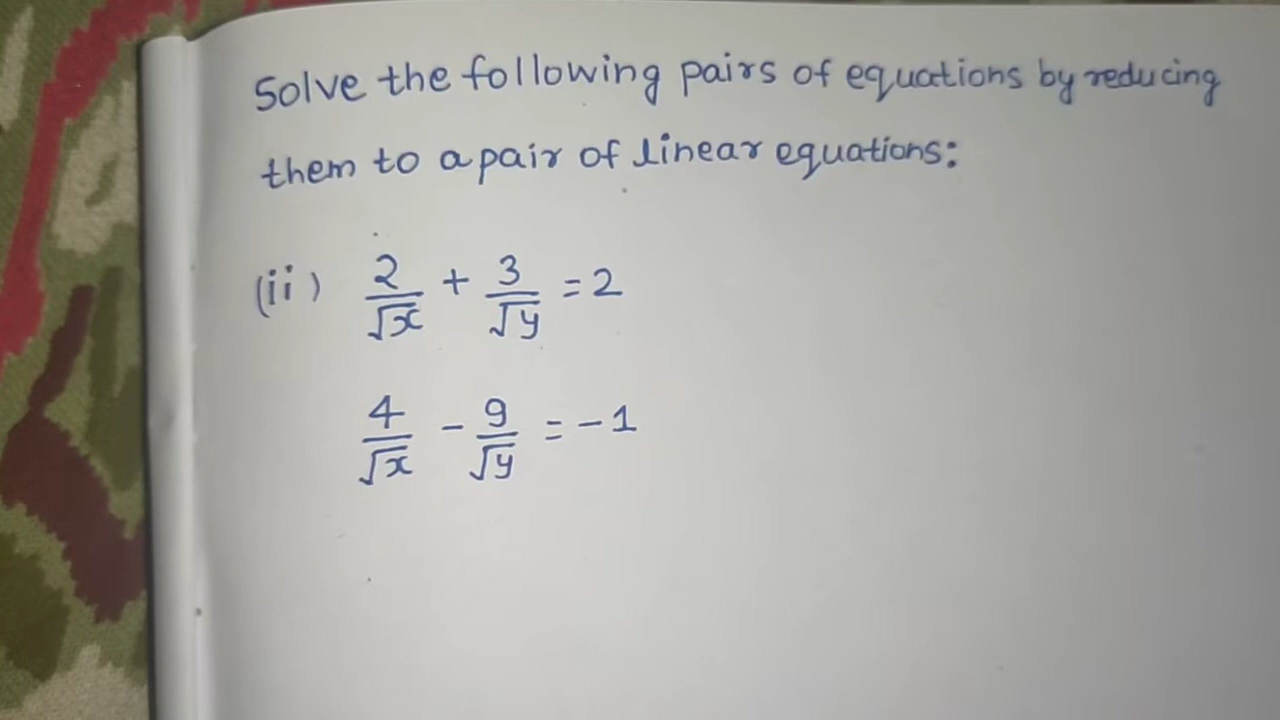 Solve the following pairs of equations by reducing
them to a pair of linear equations:
(ii) 2/√x + 3/√y = 2
4/√x - 9/√y = -1